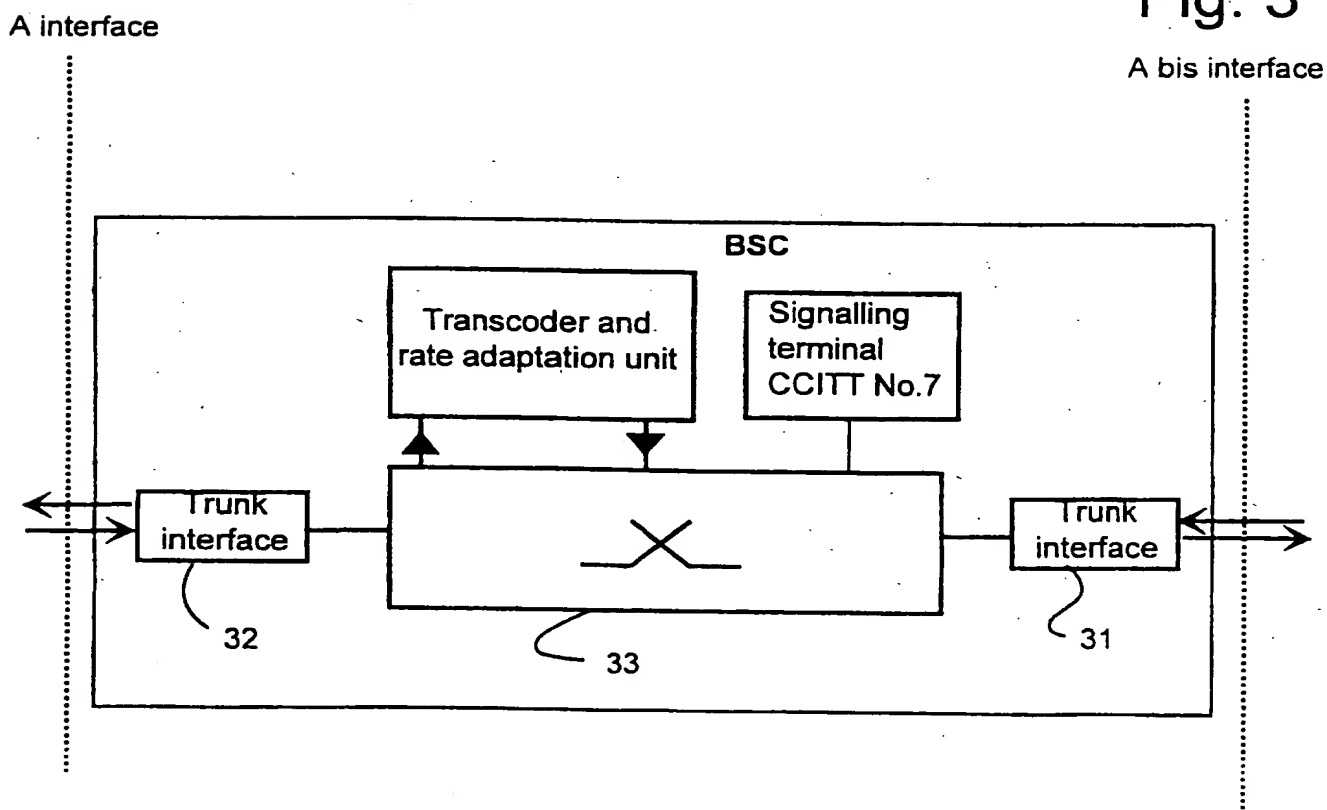 Fig. 3
A interface
A bis interface
BSC
Transcoder and
rate adaptation unit
Signalling
terminal
CCITT No.7
Trunk
interface
Trunk
interface
32
33
31